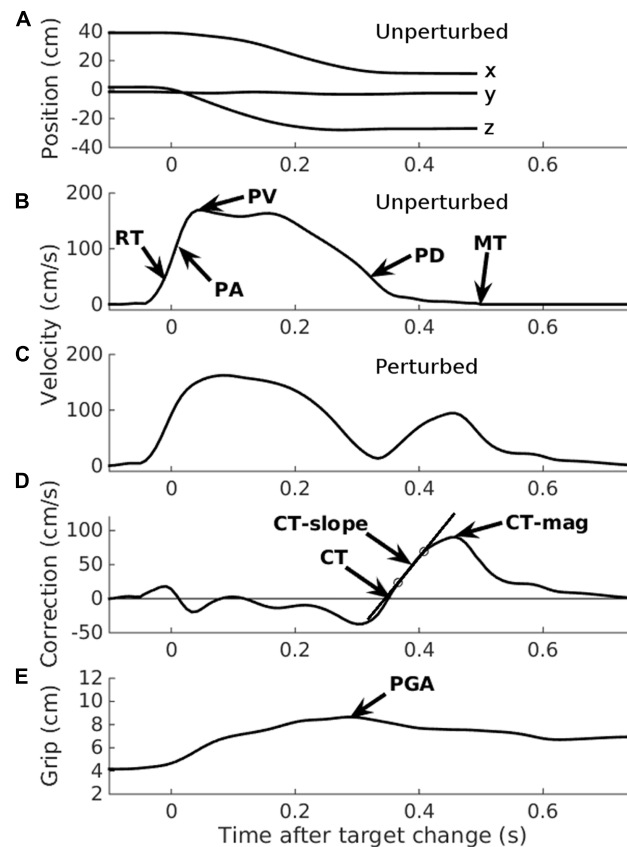 A
Position (cm)
40
20
0
-20
-40
Unperturbed
x
y
z
0
0.2
0.4
0.6
B
Velocity (cm/s)
200
100
0
Unperturbed
RT
PA
PV
PD
MT
0
0.2
0.4
0.6
C
200
100
0
Perturbed
0
0.2
0.4
0.6
D
Correction (cm/s)
100
50
0
-50
CT-slope
CT
CT-mag
0
0.2
0.4
0.6
E
Grip (cm)
12
10
8
6
4
2
PGA
0
0.2
0.4
0.6
Time after target change (s)